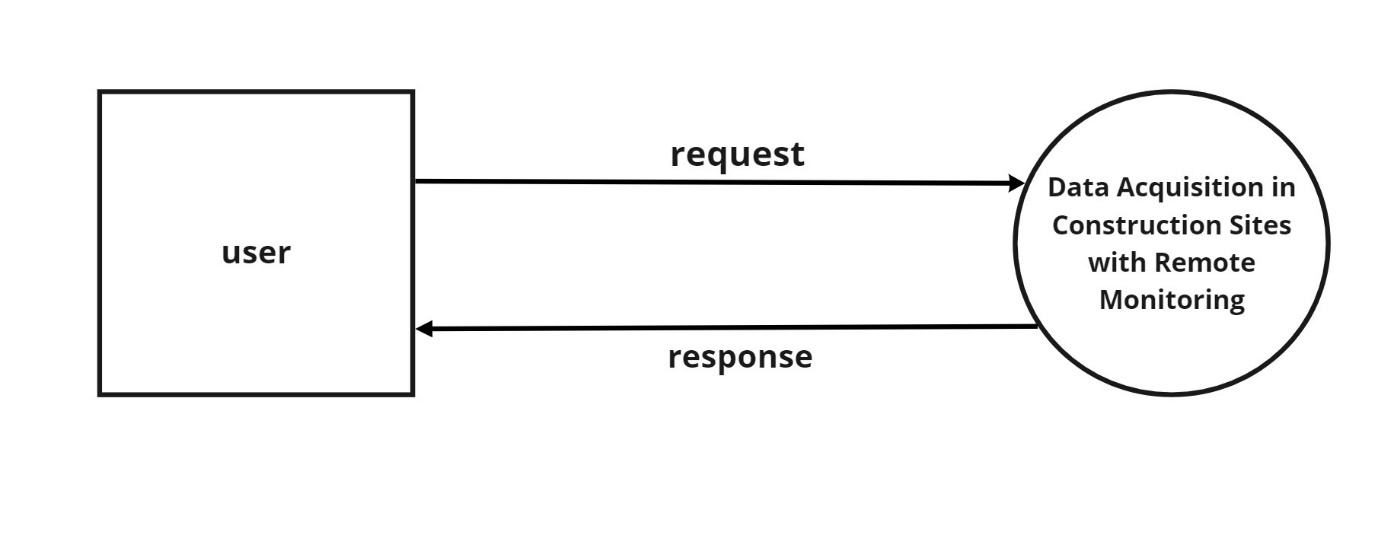 request
user
Data Acquisition in
Construction Sites
with Remote
Monitoring
response